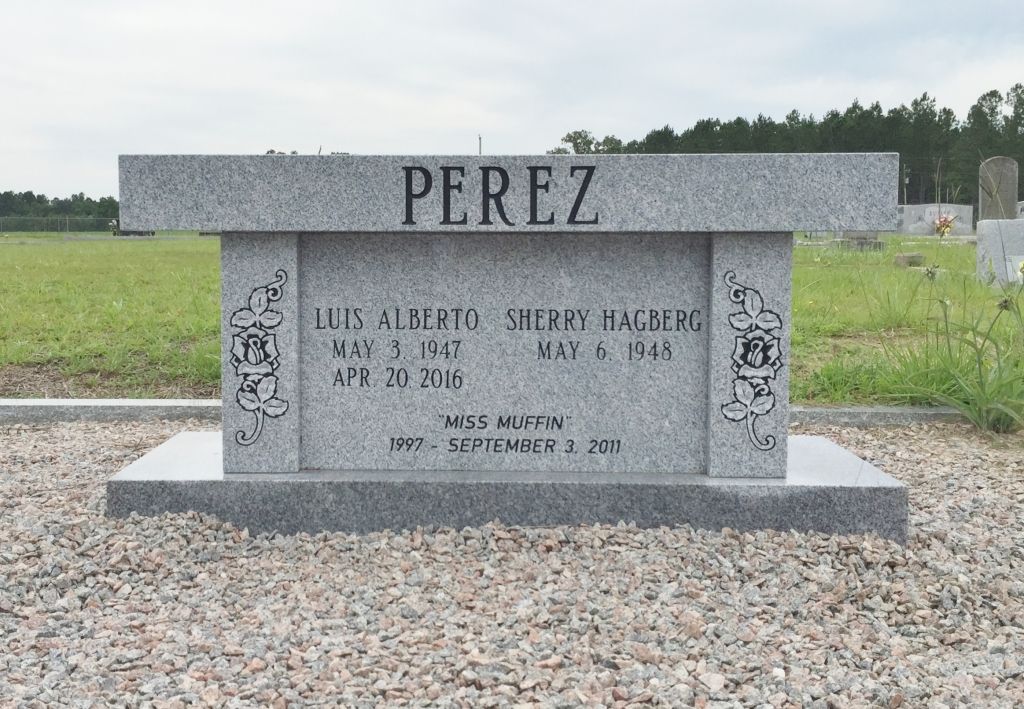 PEREZ
LUIS ALBERTO SHERRY HAGBERG
MAY 3, 1947 MAY 6, 1948
APR. 20, 2016
"MISS MUFFIN"
1997 - SEPTEMBER 3, 2011